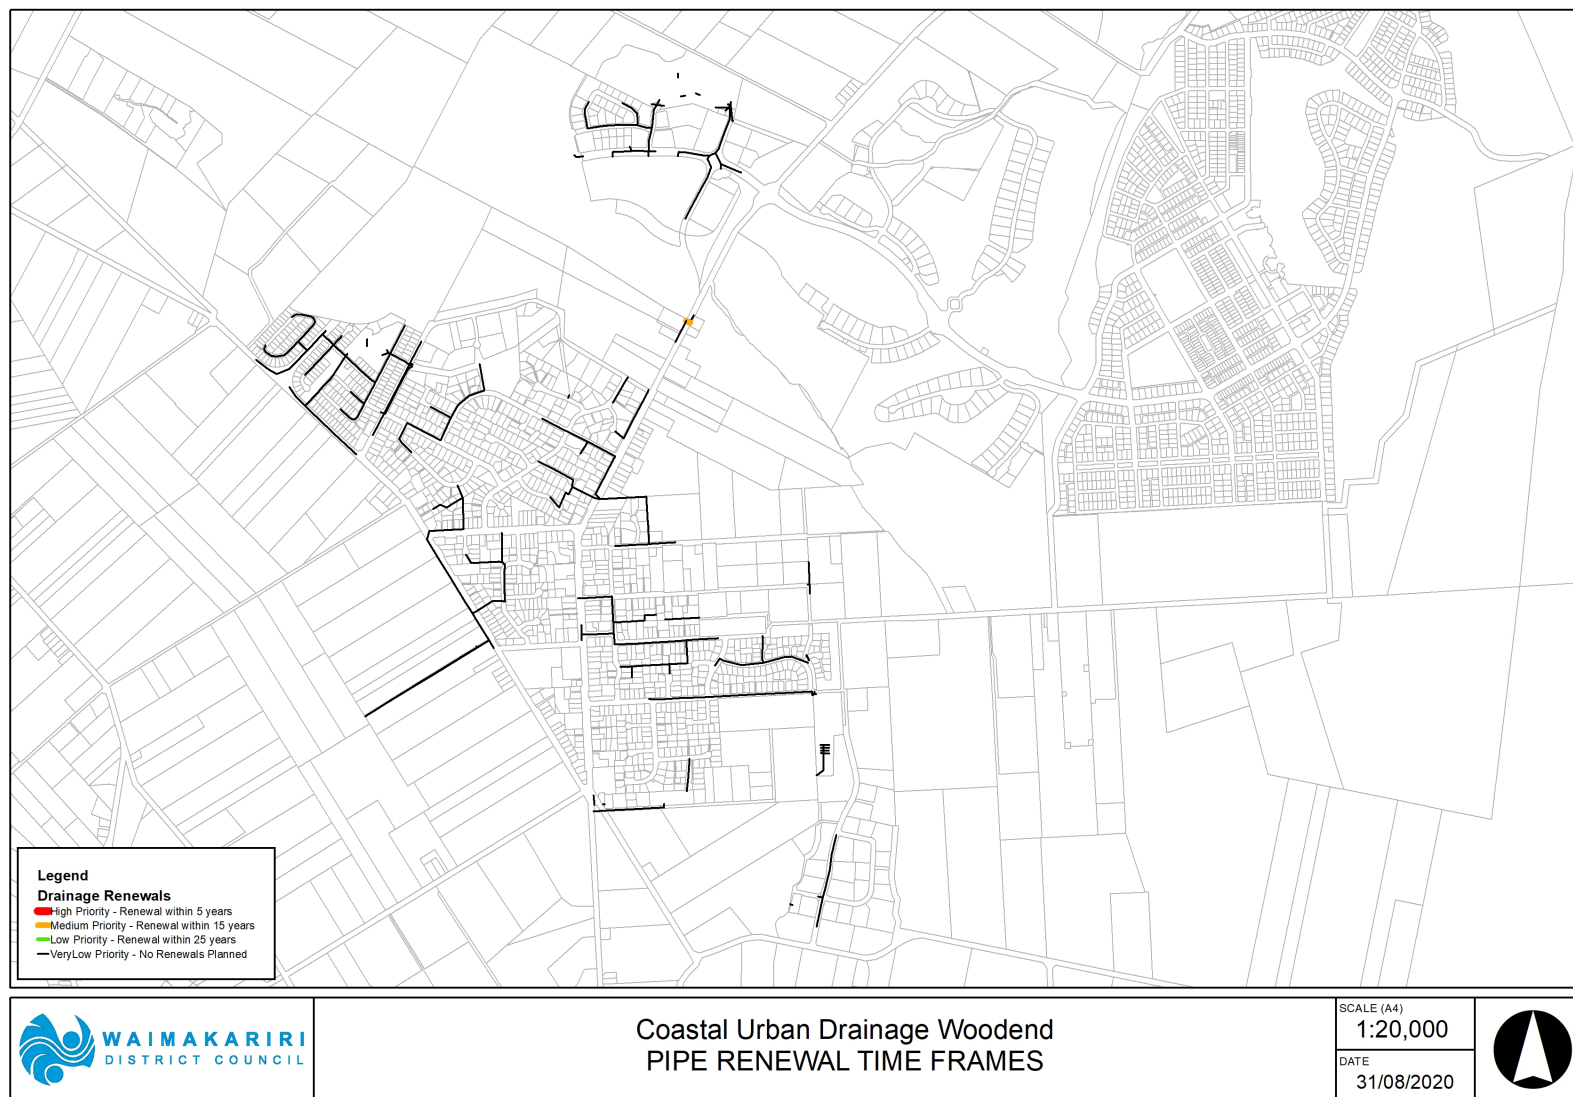 Legend
Drainage Renewals
High Priority - Renewal within 5 years
Medium Priority - Renewal within 15 years
Low Priority - Renewal within 25 years
VeryLow Priority - No Renewals Planned
WAIMAKARIRI
DISTRICT COUNCIL
Coastal Urban Drainage Woodend
PIPE RENEWAL TIME FRAMES
SCALE (A4)
1:20,000
DATE
31/08/2020